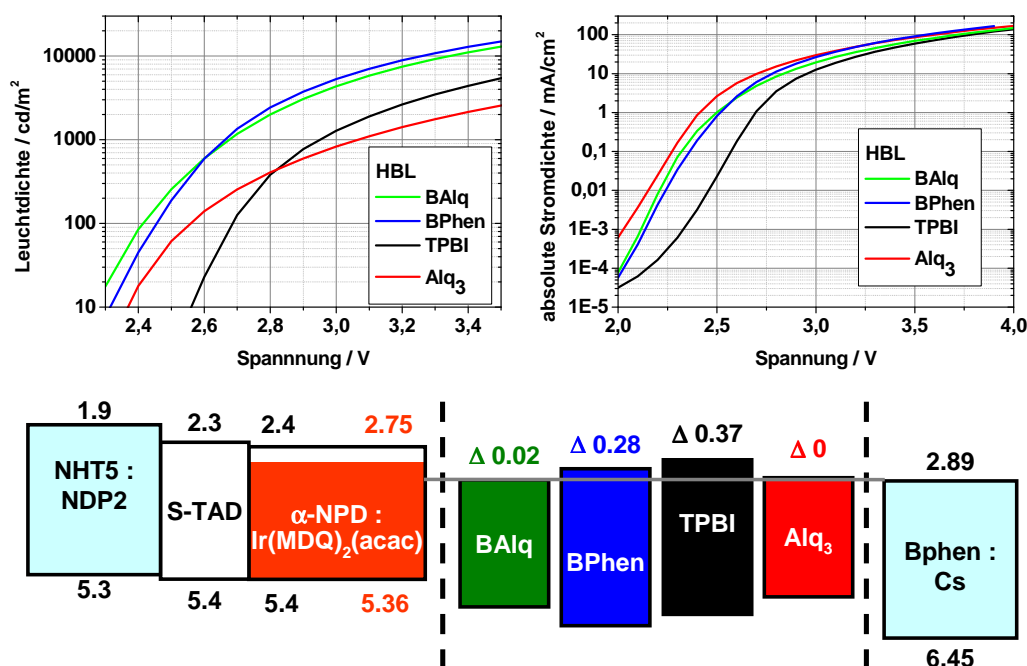 10000
1000
100
10
2,4
2,6
2,8
3,0
3,2
3,4
Leuchtdichte / cd/m²
Spannnung / V
HBL
BAlq
BPhen
TPBI
Alq₃
100
10
1
0,1
0,01
1E-3
1E-4
1E-5
2,0
2,5
3,0
3,5
4,0
absolute Stromdichte / mA/cm²
Spannung / V
HBL
BAlq
BPhen
TPBI
Alq₃
1.9
2.3
2.4
2.75
Δ 0.02
Δ 0.28
Δ 0.37
Δ 0
2.89
NHT5 :
NDP2
S-TAD
α-NPD :
Ir(MDQ)₂(acac)
BAlq
BPhen
TPBI
Alq₃
Bphen :
Cs
5.3
5.4
5.4
5.36
6.45